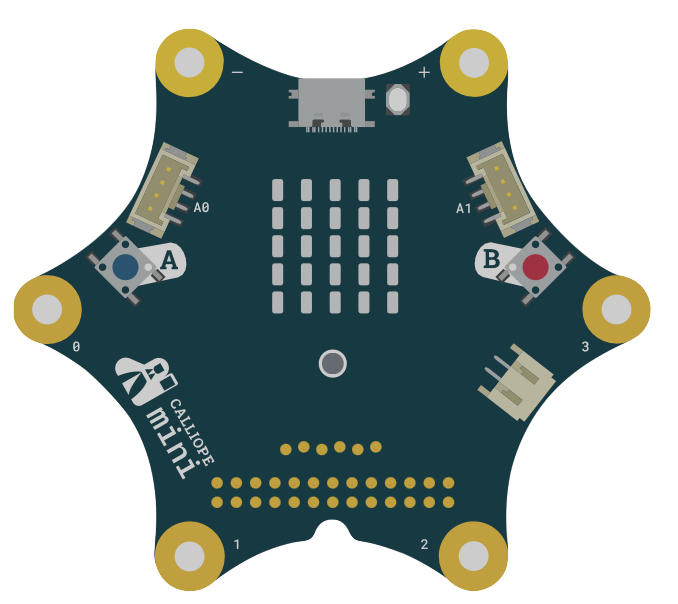 − +
A0 A1
A B
0 3
CALLIOPE
mini
1 2